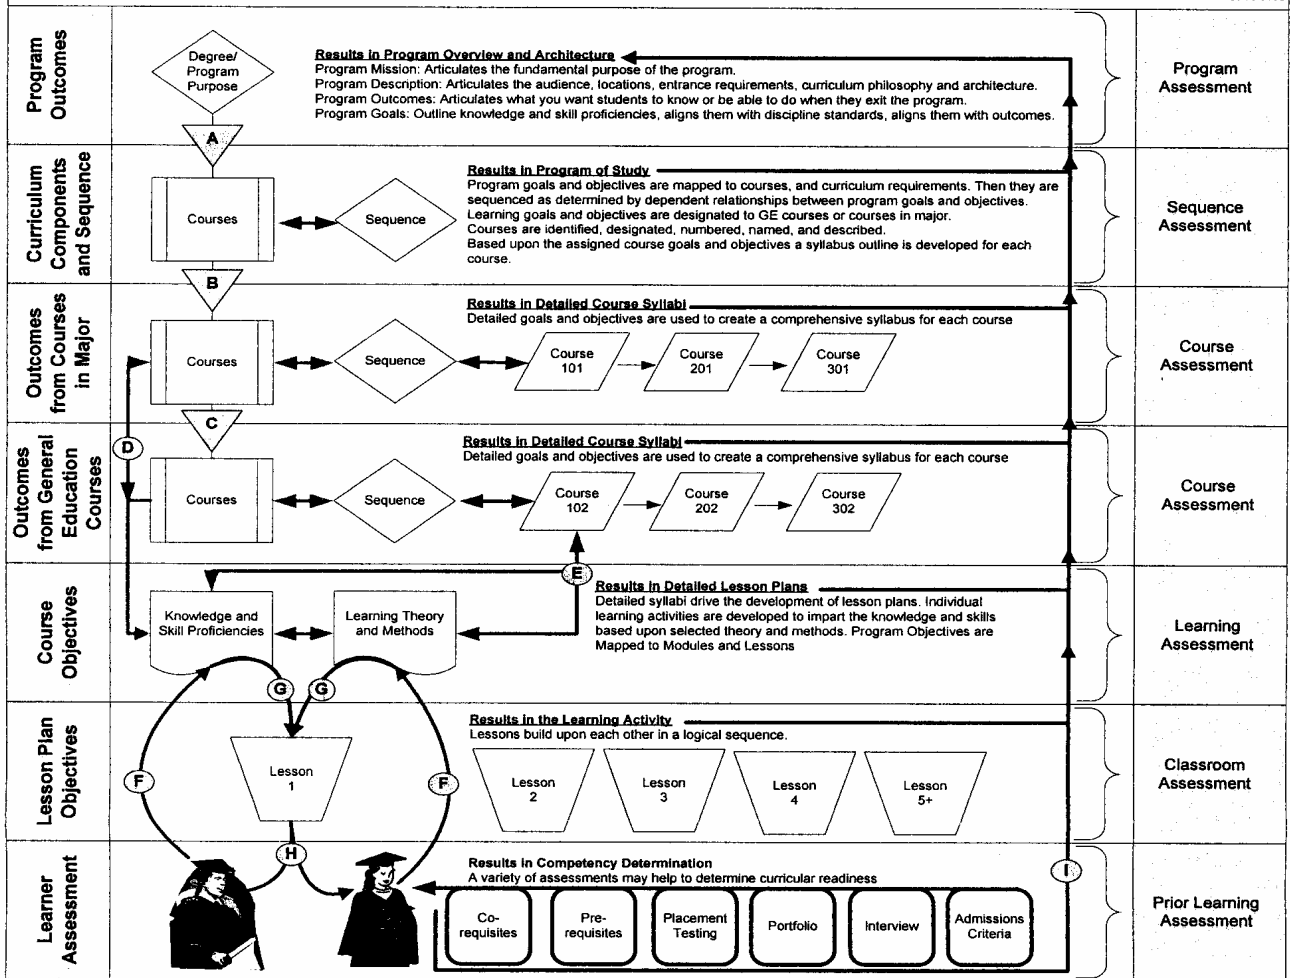 Program
Outcomes
Degree/
Program
Purpose
A
Results in Program Overview and Architecture
Program Mission: Articulates the fundamental purpose of the program.
Program Description: Articulates the audience, locations, entrance requirements, curriculum philosophy and architecture.
Program Outcomes: Articulates what you want students to know or be able to do when they exit the program.
Program Goals: Outline knowledge and skill proficiencies, aligns them with discipline standards, aligns them with outcomes.
Program
Assessment
Curriculum
Components
and Sequence
Courses
Sequence
B
Results in Program of Study
Program goals and objectives are mapped to courses, and curriculum requirements. Then they are
sequenced as determined by dependent relationships between program goals and objectives.
Learning goals and objectives are designated to GE courses or courses in major.
Courses are identified, designated, numbered, named, and described.
Based upon the assigned course goals and objectives a syllabus outline is developed for each
course.
Sequence
Assessment
Outcomes
from Courses
in Major
Results in Detailed Course Syllabi
Detailed goals and objectives are used to create a comprehensive syllabus for each course
Courses
Sequence
Course
101
Course
201
Course
301
C
Course
Assessment
Outcomes
from General
Education
Courses
D
Results in Detailed Course Syllabi
Detailed goals and objectives are used to create a comprehensive syllabus for each course
Courses
Sequence
Course
102
Course
202
Course
302
Course
Assessment
Course
Objectives
E
Knowledge and
Skill Proficiencies
Learning Theory
and Methods
Results in Detailed Lesson Plans
Detailed syllabi drive the development of lesson plans. Individual
learning activities are developed to impart the knowledge and skills
based upon selected theory and methods. Program Objectives are
Mapped to Modules and Lessons
G
G
Learning
Assessment
Lesson Plan
Objectives
F
Lesson
1
F
Results in the Learning Activity
Lessons build upon each other in a logical sequence.
Lesson
2
Lesson
3
Lesson
4
Lesson
5+
Classroom
Assessment
Learner
Assessment
H
Results in Competency Determination
A variety of assessments may help to determine curricular readiness
Co-
requisites
Pre-
requisites
Placement
Testing
Portfolio
Interview
Admissions
Criteria
I
Prior Learning
Assessment